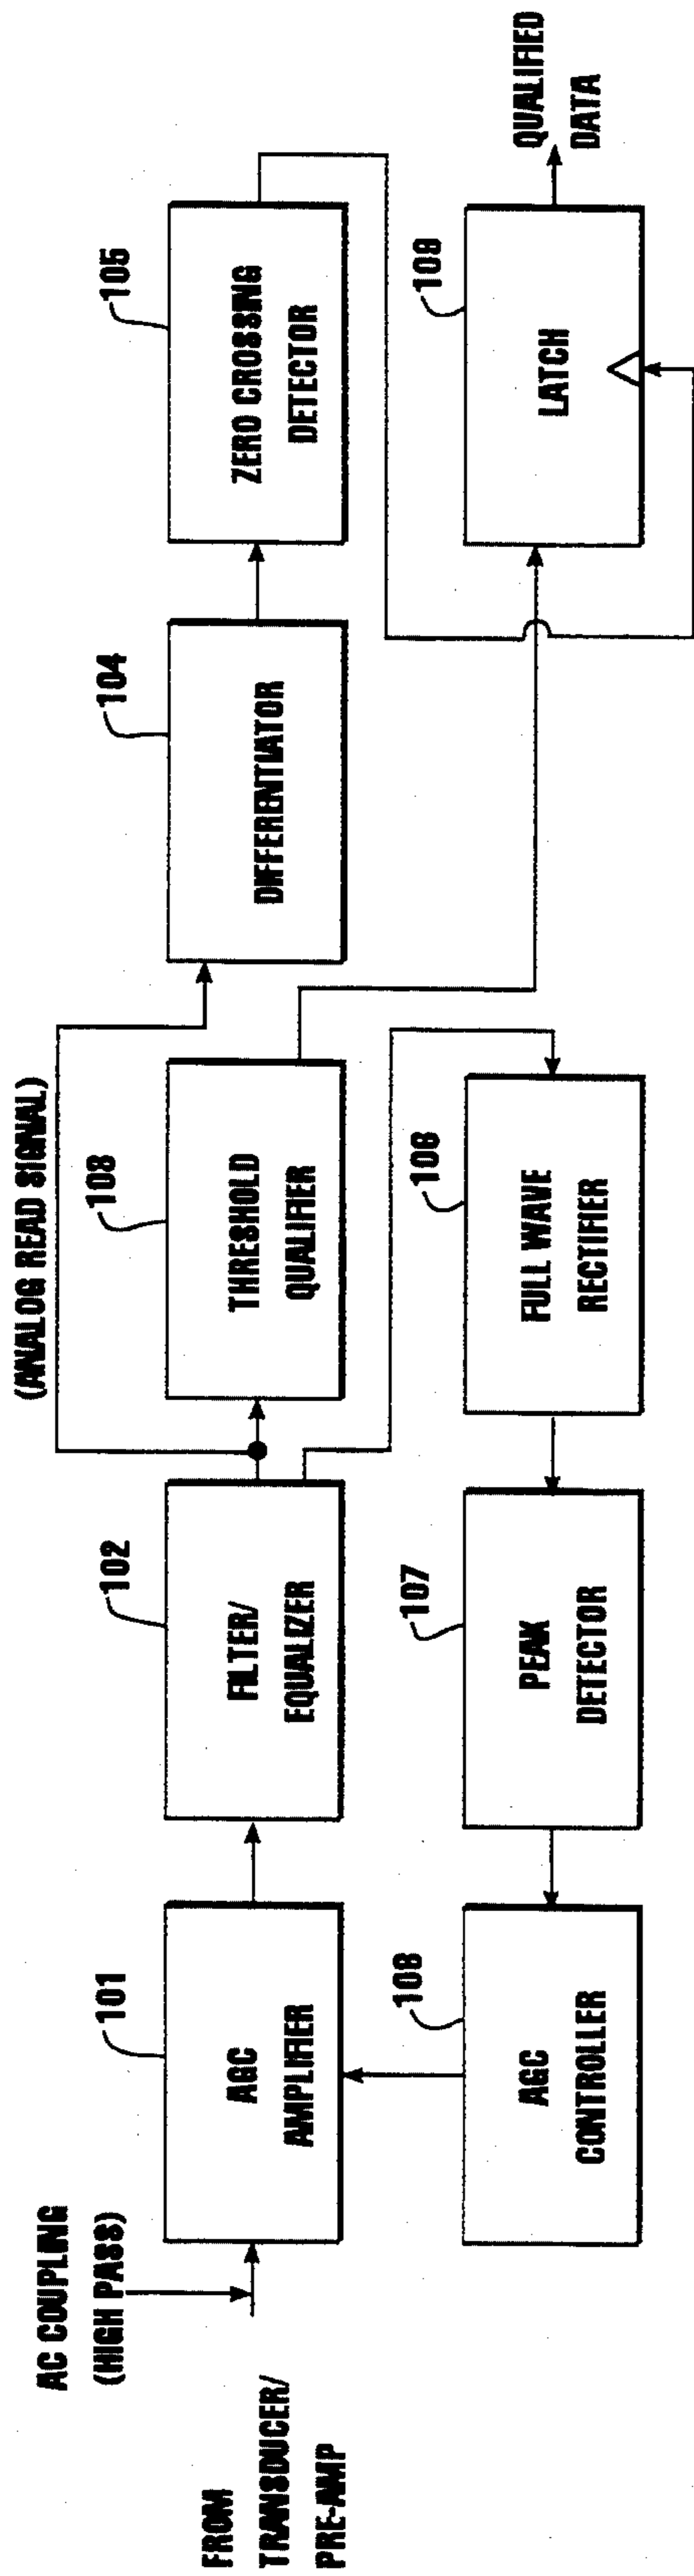 FROM
TRANSDUCER/
PRE-AMP
AC COUPLING
(HIGH PASS)
101
AGC
AMPLIFIER
102
FILTER/
EQUALIZER
(ANALOG READ SIGNAL)
103
THRESHOLD
QUALIFIER
104
DIFFERENTIATOR
105
ZERO CROSSING
DETECTOR
108
AGC
CONTROLLER
107
PEAK
DETECTOR
106
FULL WAVE
RECTIFIER
109
LATCH
QUALIFIED
DATA